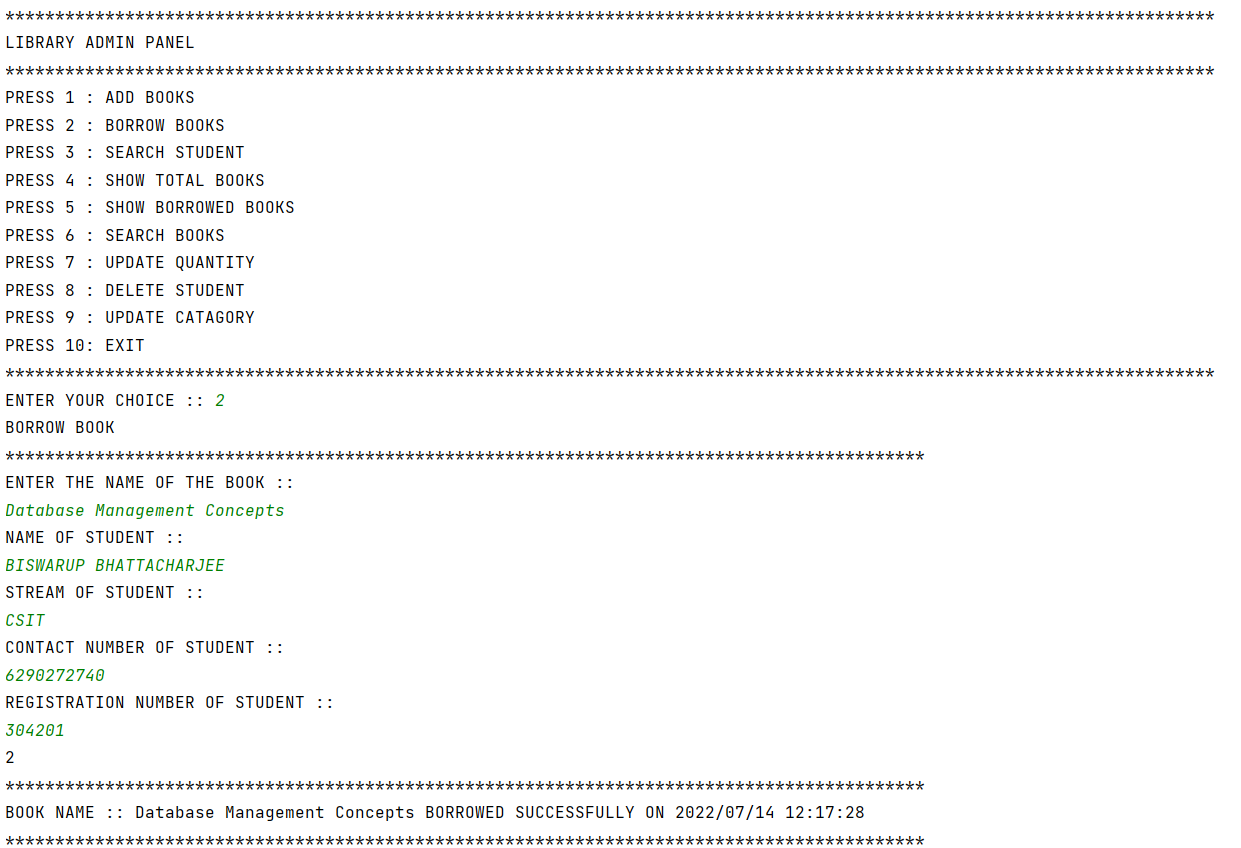 *************************************************************************************************************************
LIBRARY ADMIN PANEL
*************************************************************************************************************************
PRESS 1 : ADD BOOKS
PRESS 2 : BORROW BOOKS
PRESS 3 : SEARCH STUDENT
PRESS 4 : SHOW TOTAL BOOKS
PRESS 5 : SHOW BORROWED BOOKS
PRESS 6 : SEARCH BOOKS
PRESS 7 : UPDATE QUANTITY
PRESS 8 : DELETE STUDENT
PRESS 9 : UPDATE CATAGORY
PRESS 10: EXIT
*************************************************************************************************************************
ENTER YOUR CHOICE :: 2
BORROW BOOK
********************************************************************************************
ENTER THE NAME OF THE BOOK ::
Database Management Concepts
NAME OF STUDENT ::
BISWARUP BHATTACHARJEE
STREAM OF STUDENT ::
CSIT
CONTACT NUMBER OF STUDENT ::
6290272740
REGISTRATION NUMBER OF STUDENT ::
304201
2
********************************************************************************************
BOOK NAME :: Database Management Concepts BORROWED SUCCESSFULLY ON 2022/07/14 12:17:28
********************************************************************************************